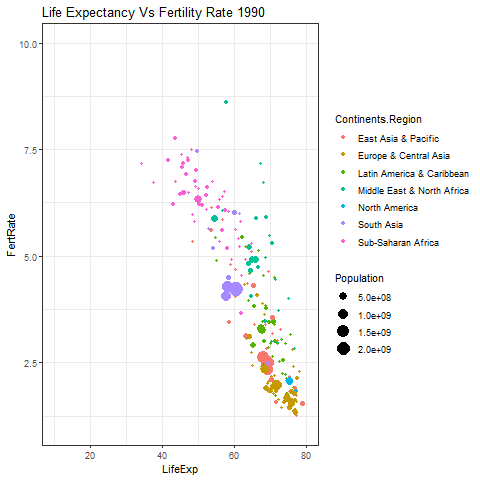 Life Expectancy Vs Fertility Rate 1990
10.0
7.5
5.0
2.5
FertRate
20
40
60
80
LifeExp
Continents.Region
East Asia & Pacific
Europe & Central Asia
Latin America & Caribbean
Middle East & North Africa
North America
South Asia
Sub-Saharan Africa
Population
5.0e+08
1.0e+09
1.5e+09
2.0e+09